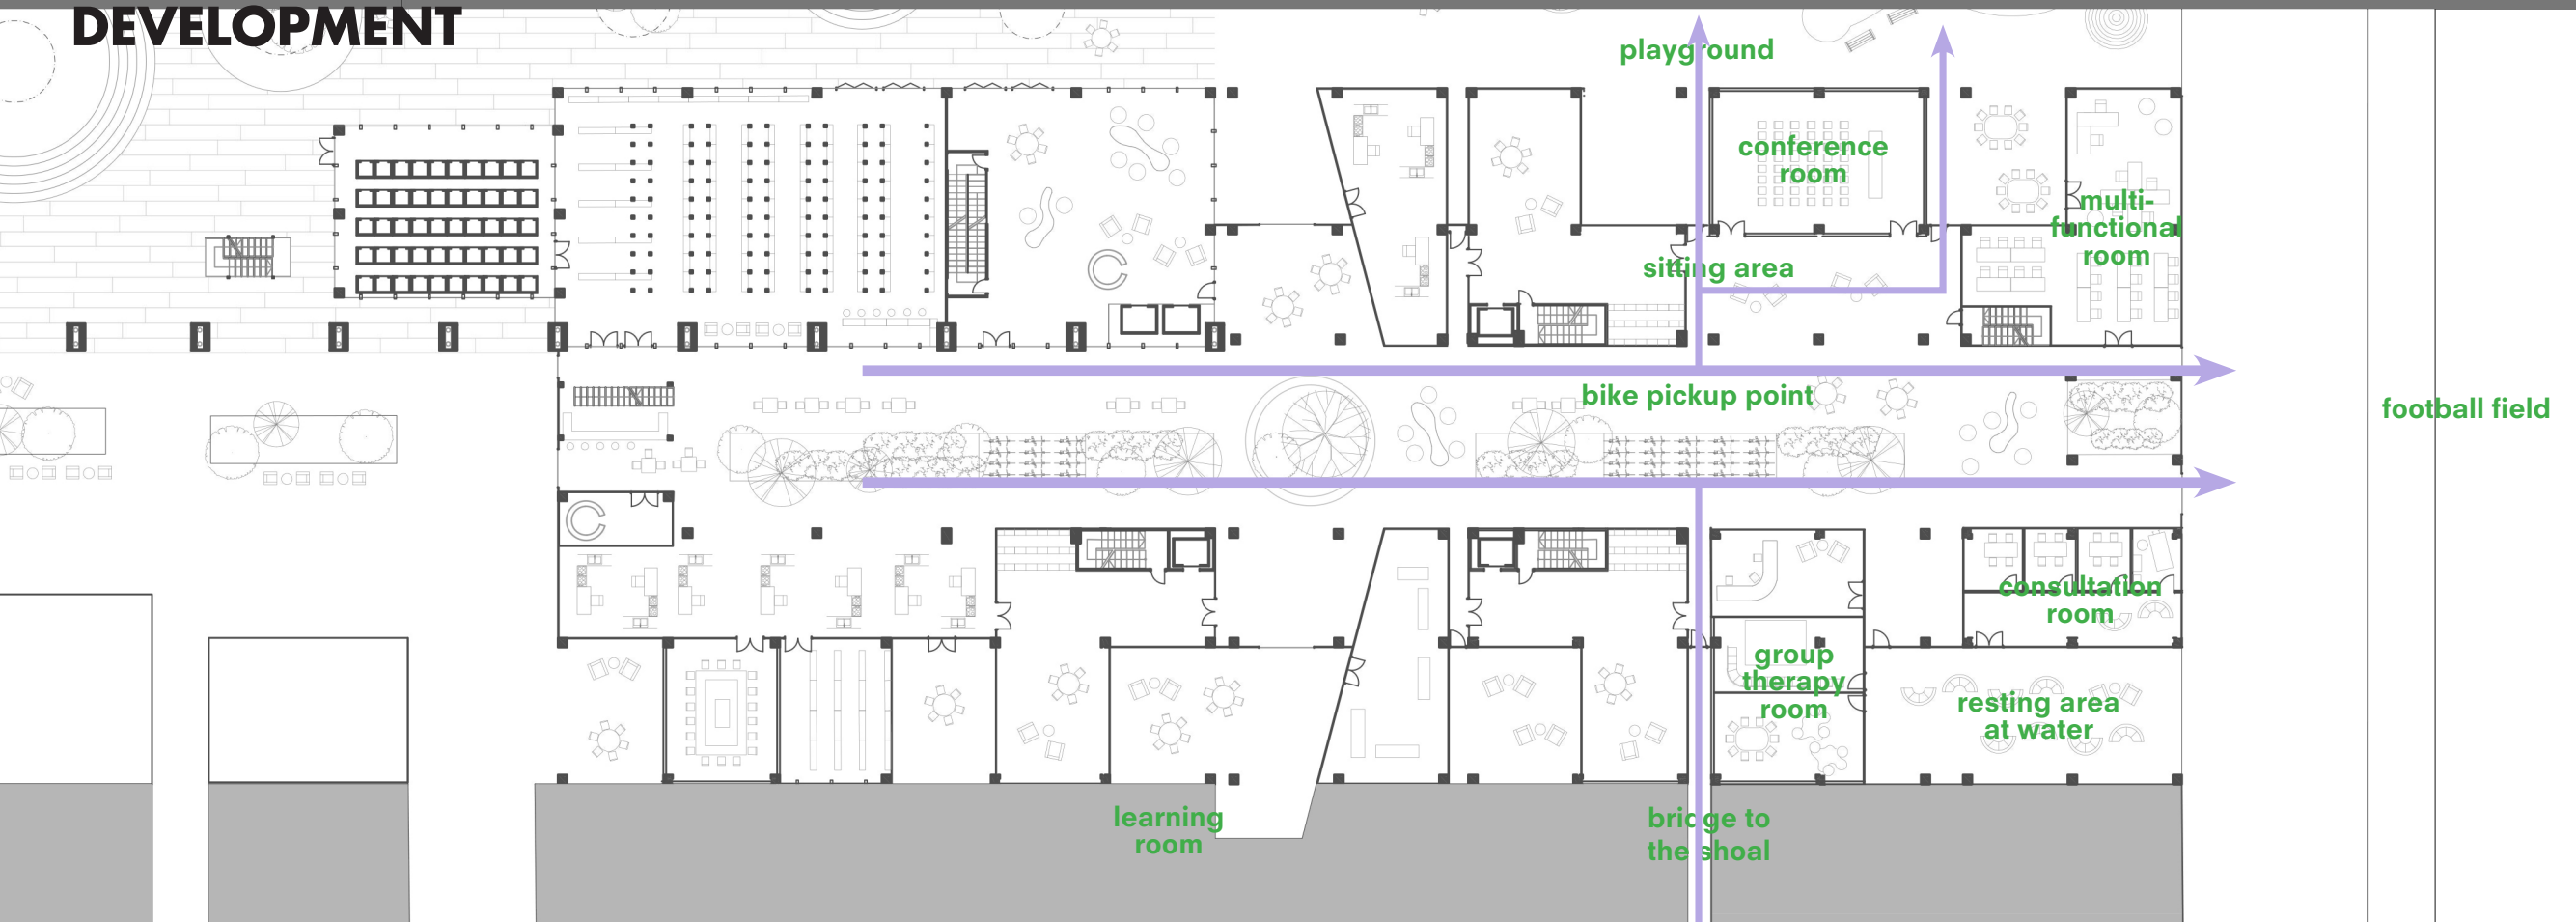 DEVELOPMENT
playground
conference
room
multi-
functional
room
sitting area
bike pickup point
football field
consultation
room
group
therapy
room
resting area
at water
learning
room
bridge to
the shoal